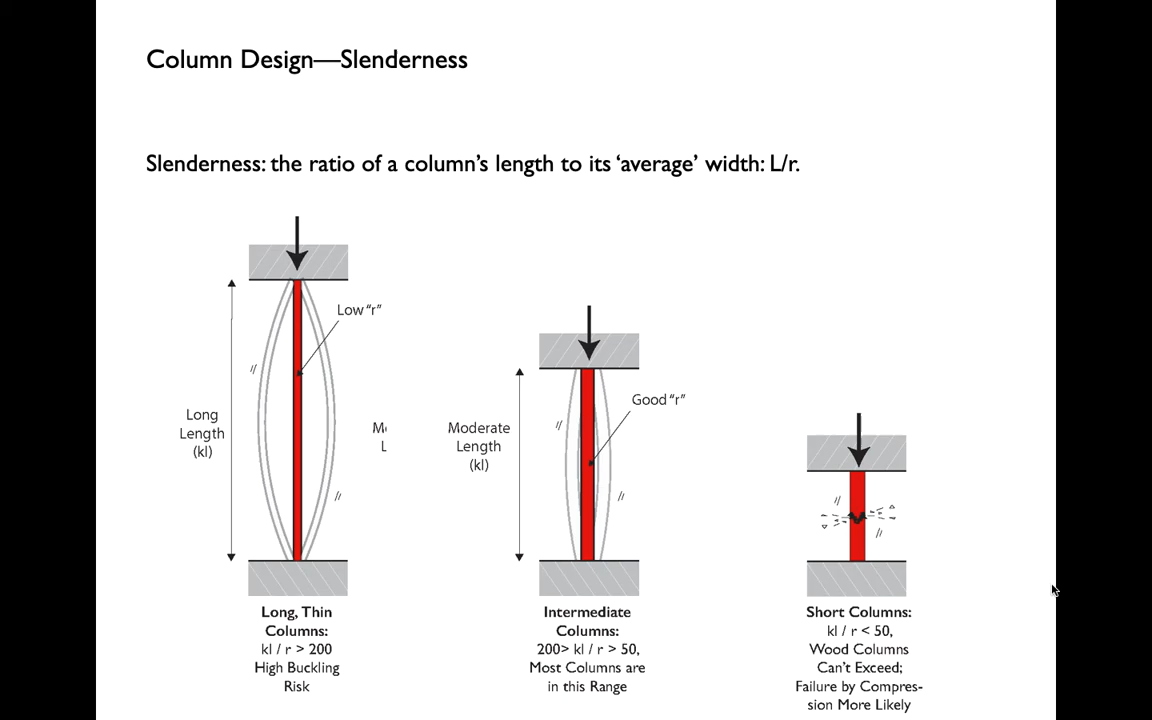 Column Design—Slenderness
Slenderness: the ratio of a column's length to its 'average' width: L/r.
Low "r"
Long
Length
(kl)
Good "r"
Moderate
Length
(kl)
Long, Thin
Columns:
kl / r > 200
High Buckling
Risk
Intermediate
Columns:
200> kl / r > 50,
Most Columns are
in this Range
Short Columns:
kl / r < 50,
Wood Columns
Can't Exceed;
Failure by Compres-
sion More Likely